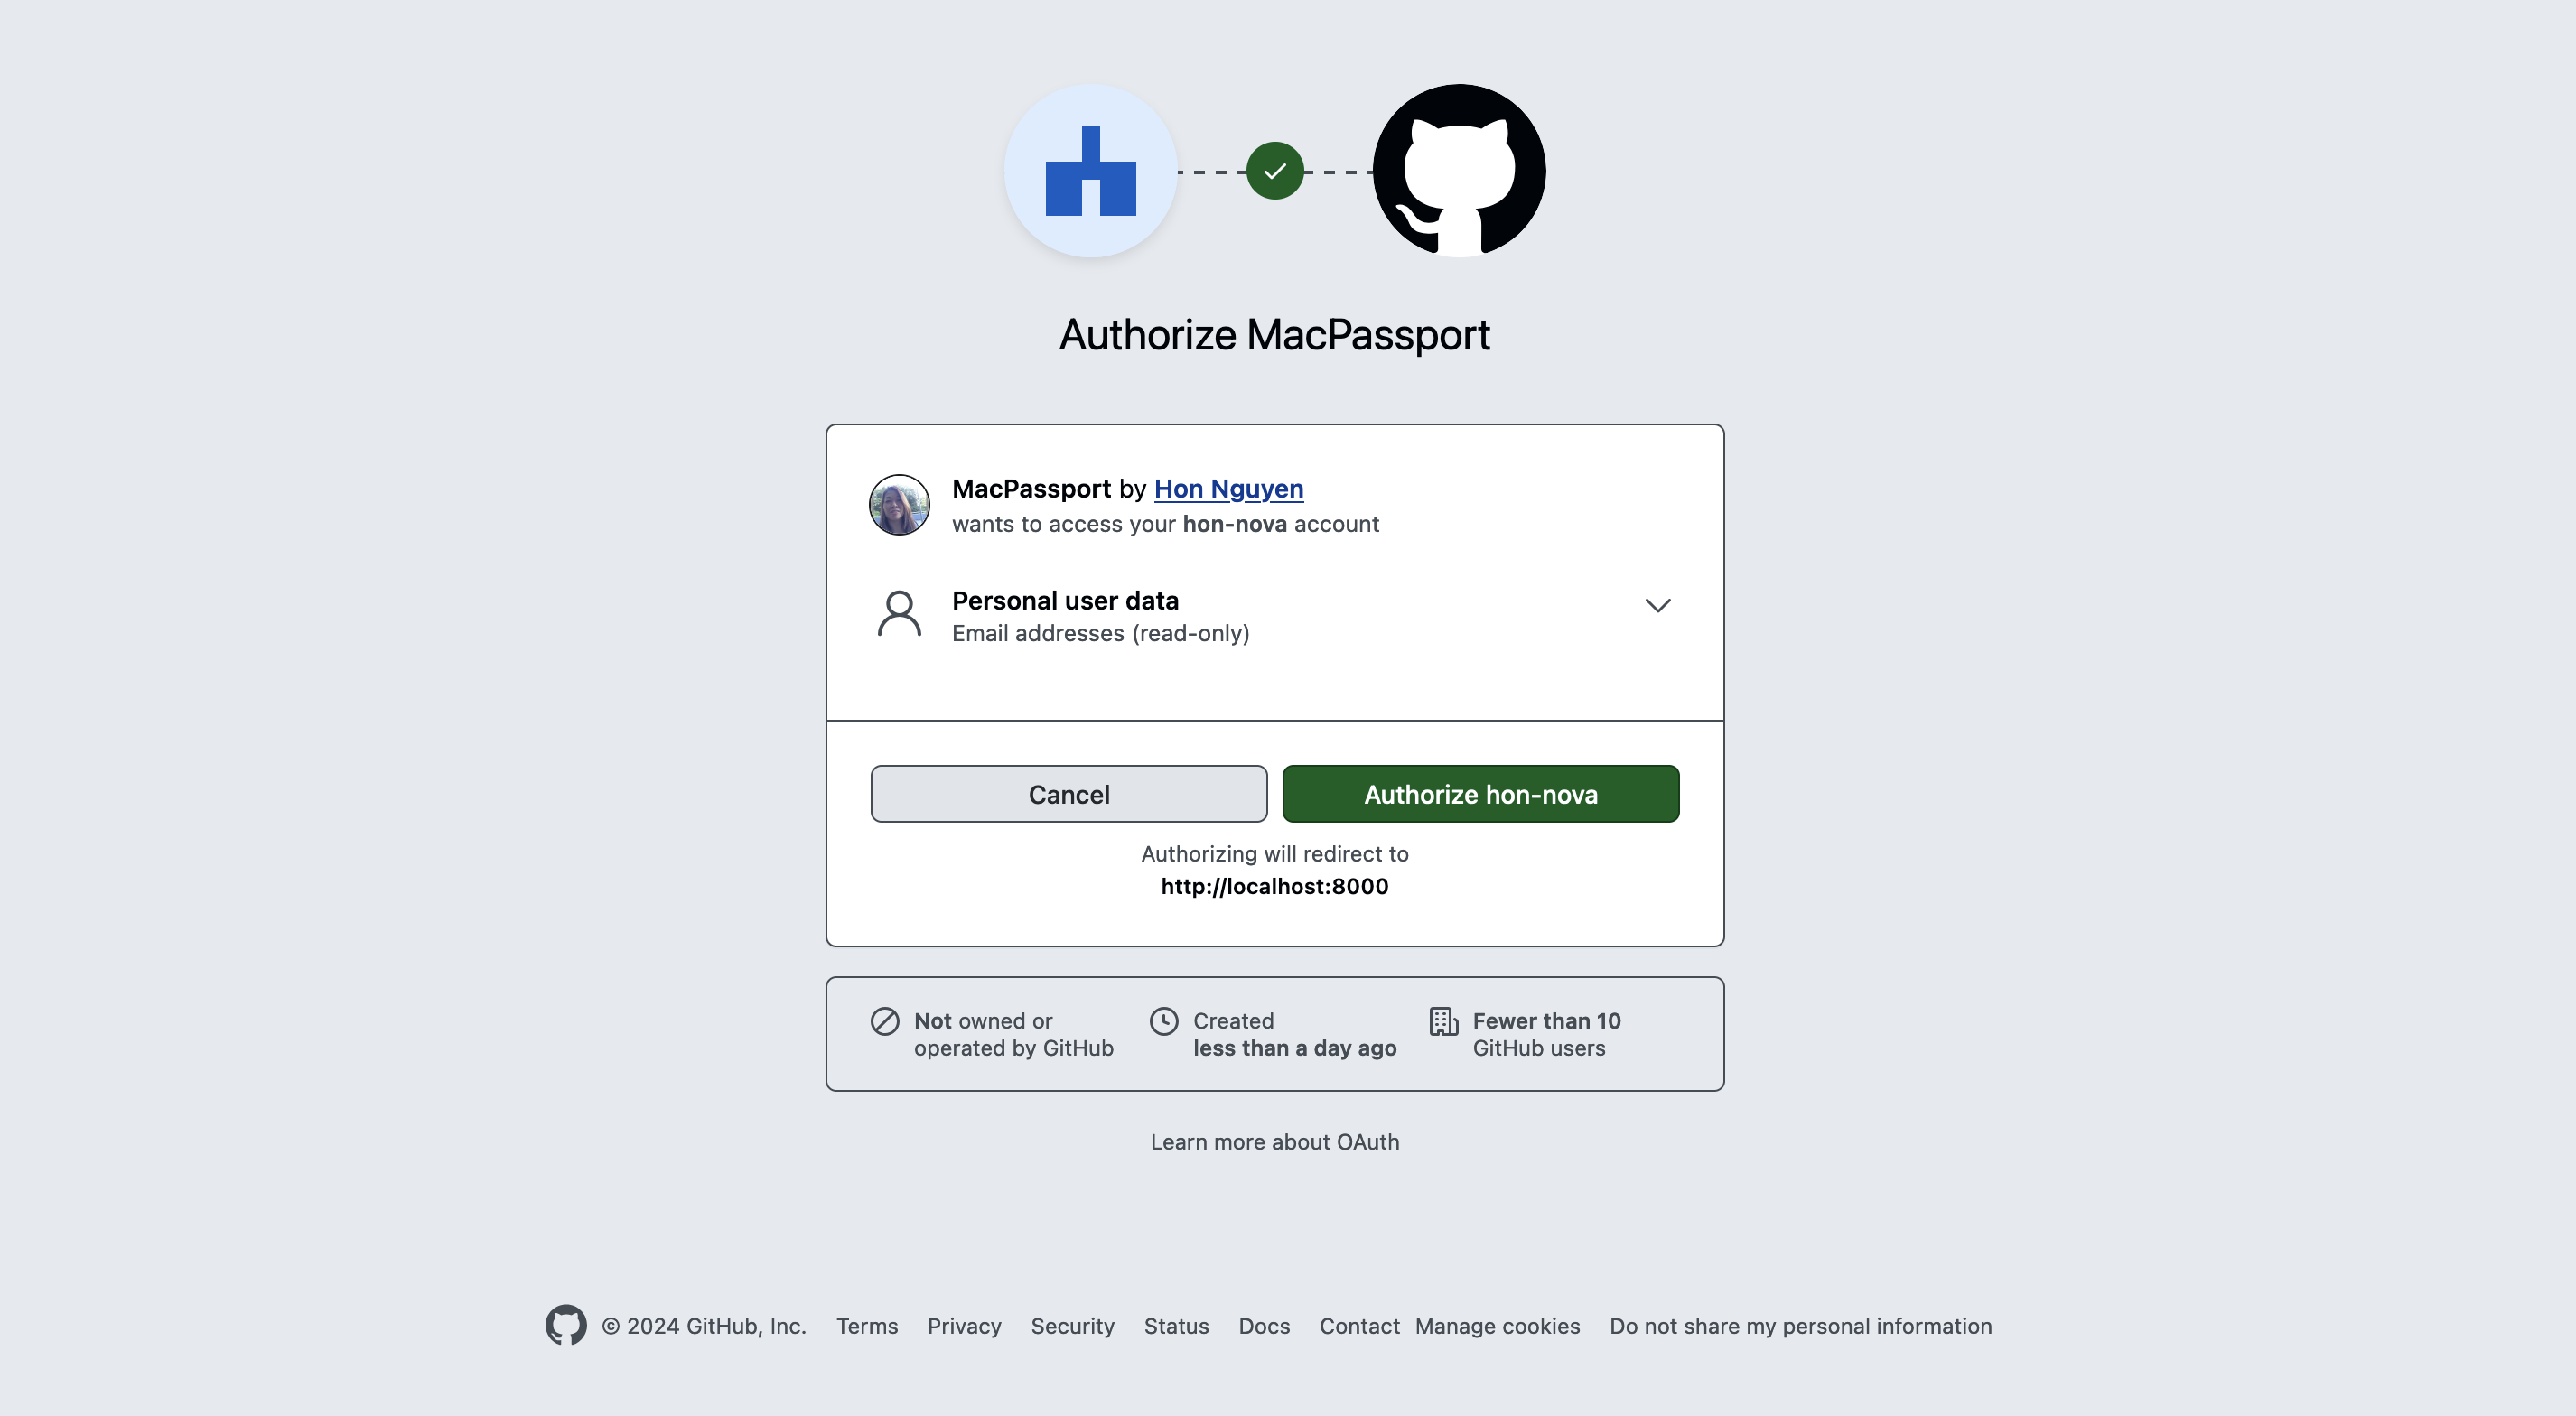 Authorize MacPassport
MacPassport by Hon Nguyen
wants to access your hon-nova account
Personal user data
Email addresses (read-only)
Cancel
Authorize hon-nova
Authorizing will redirect to
http://localhost:8000
Not owned or
operated by GitHub
Created
less than a day ago
Fewer than 10
GitHub users
Learn more about OAuth
© 2024 GitHub, Inc. Terms Privacy Security Status Docs Contact Manage cookies Do not share my personal information